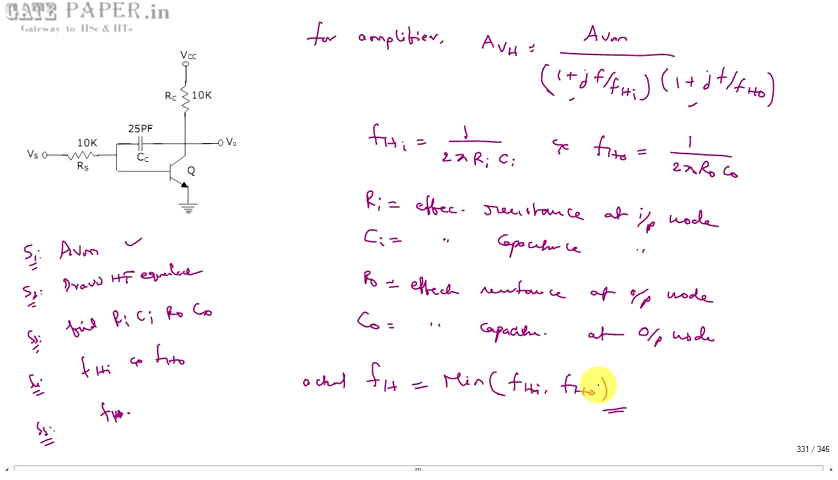 GATE PAPER.in
Gateway to IISc & IITs
for amplifier, AVH = AVm / (1+jf/fHi) (1+jf/fHo)
fHi = 1 / 2πRiCi & fHo = 1 / 2πRoCo
Ri = effec. resistance at i/p node
Ci = " Capacitance "
Ro = effech resistance at o/p node
Co = " capacitan. at o/p node
actual fH = Min(fHi, fHo)
Vcc
Rc 10K
25PF
Cc
10K
Rs
Vs
Vo
Q
S1: AVm ✓
S2: Draw HF equivalent
S3: find Ri Ci Ro Co
S4: fHi & fHo
S5: fH.
331 / 346